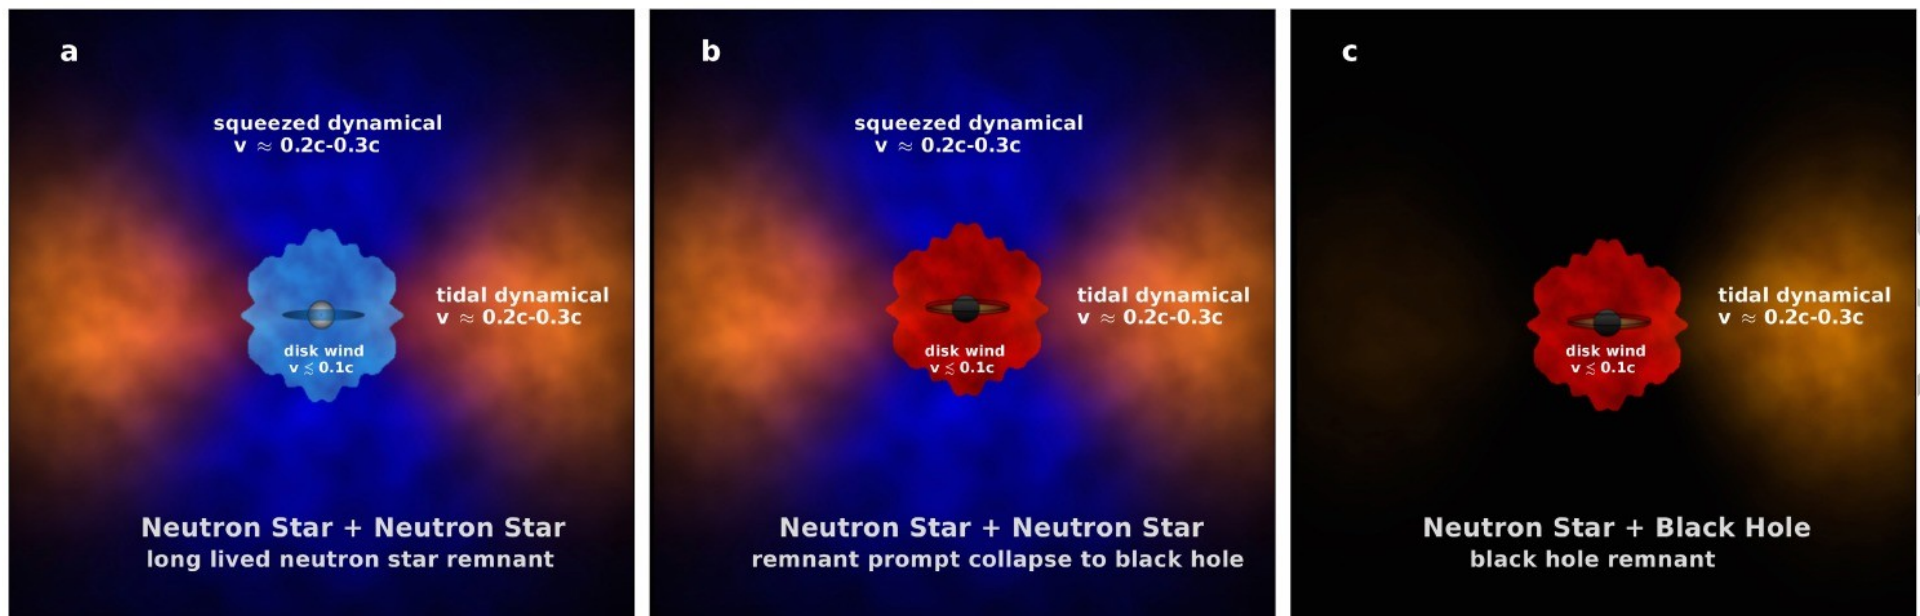 a
squeezed dynamical
v ≈ 0.2c-0.3c
tidal dynamical
v ≈ 0.2c-0.3c
disk wind
v ≲ 0.1c
Neutron Star + Neutron Star
long lived neutron star remnant
b
squeezed dynamical
v ≈ 0.2c-0.3c
tidal dynamical
v ≈ 0.2c-0.3c
disk wind
v ≲ 0.1c
Neutron Star + Neutron Star
remnant prompt collapse to black hole
c
tidal dynamical
v ≈ 0.2c-0.3c
disk wind
v ≲ 0.1c
Neutron Star + Black Hole
black hole remnant